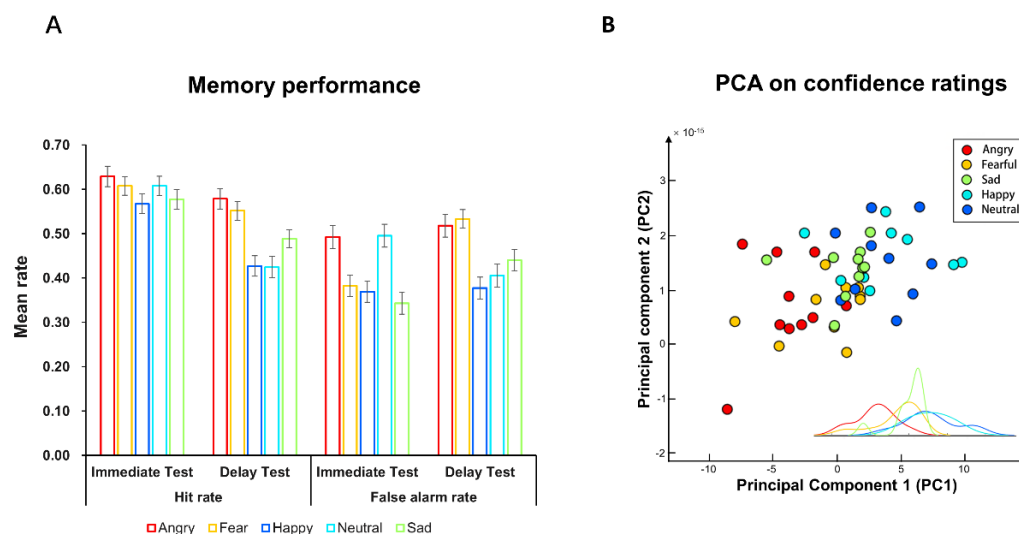 A
Memory performance
Mean rate
0.70
0.60
0.50
0.40
0.30
0.20
0.10
0.00
Immediate Test Delay Test Immediate Test Delay Test
Hit rate False alarm rate
Angry Fear Happy Neutral Sad
B
PCA on confidence ratings
× 10⁻¹⁵
Angry
Fearful
Sad
Happy
Neutral
Principal component 2 (PC2)
3
2
1
0
-1
-2
-10 -5 0 5 10
Principal Component 1 (PC1)